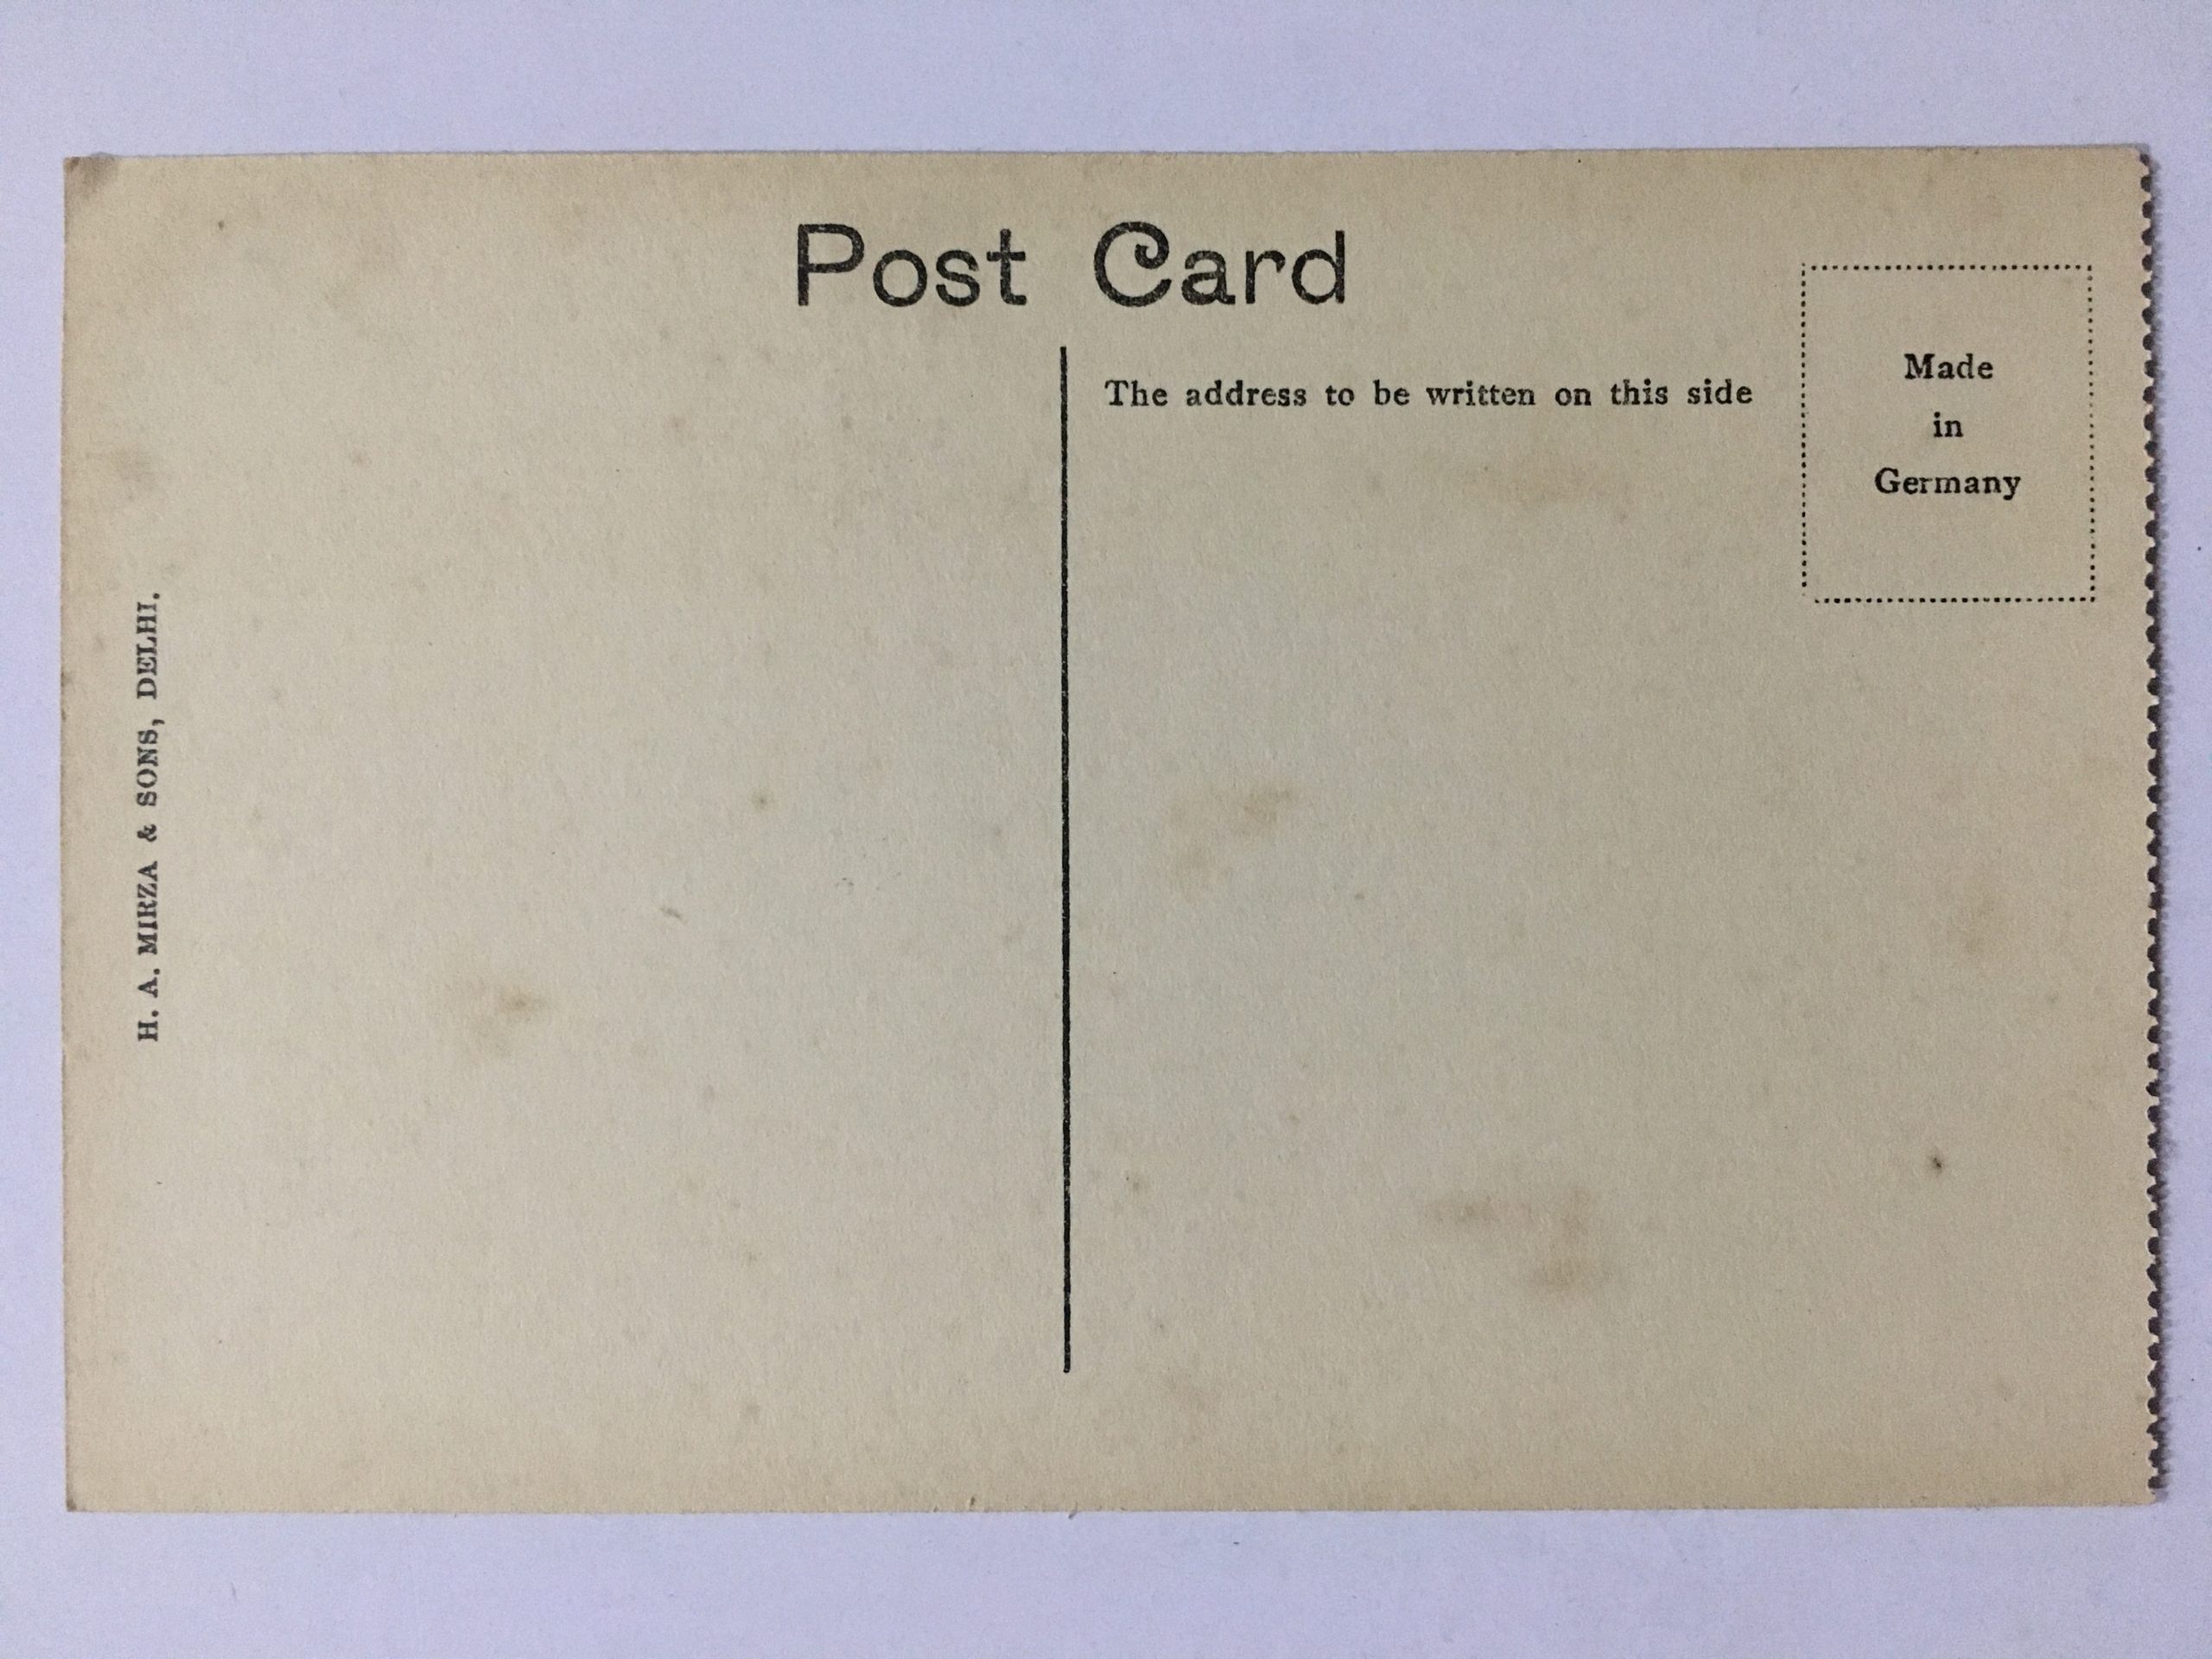 Post Card
The address to be written on this side
Made
in
Germany
H. A. MIRZA & SONS, DELHI.